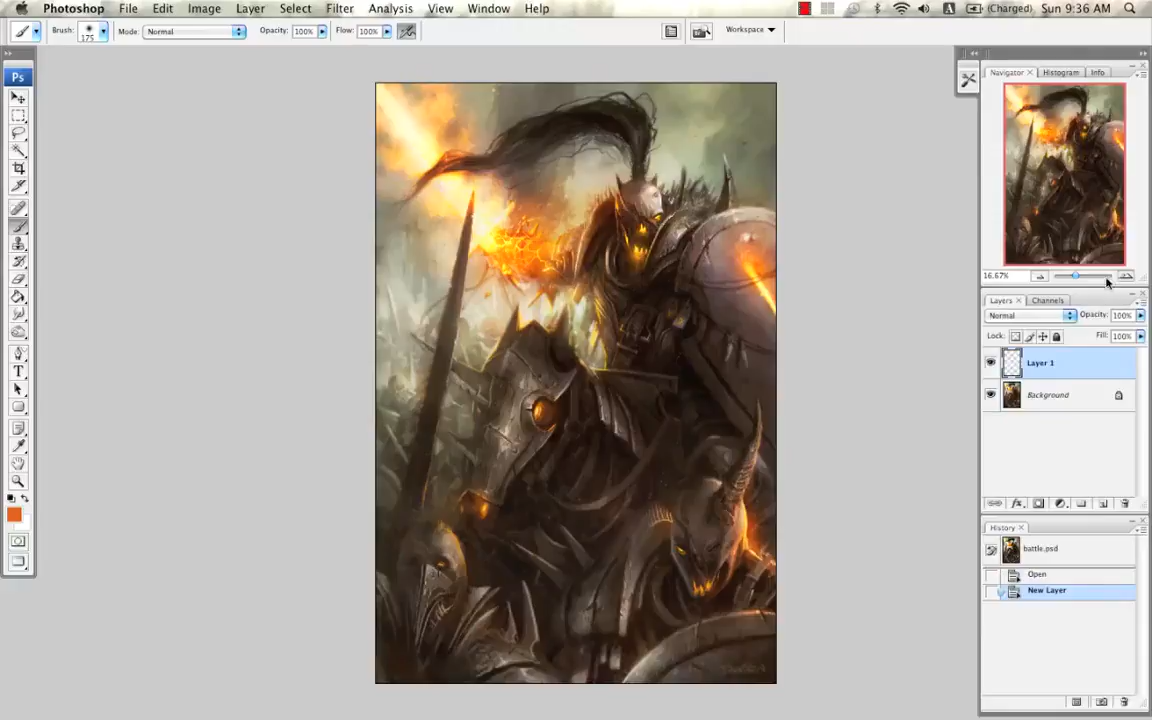 Photoshop File Edit Image Layer Select Filter Analysis View Window Help (Charged) Sun 9:36 AM
Brush: 175 Mode: Normal Opacity: 100% Flow: 100% Workspace
Ps
Navigator Histogram Info
16.67%
Layers Channels
Normal Opacity: 100%
Lock: Fill: 100%
Layer 1
Background
History
battle.psd
Open
New Layer